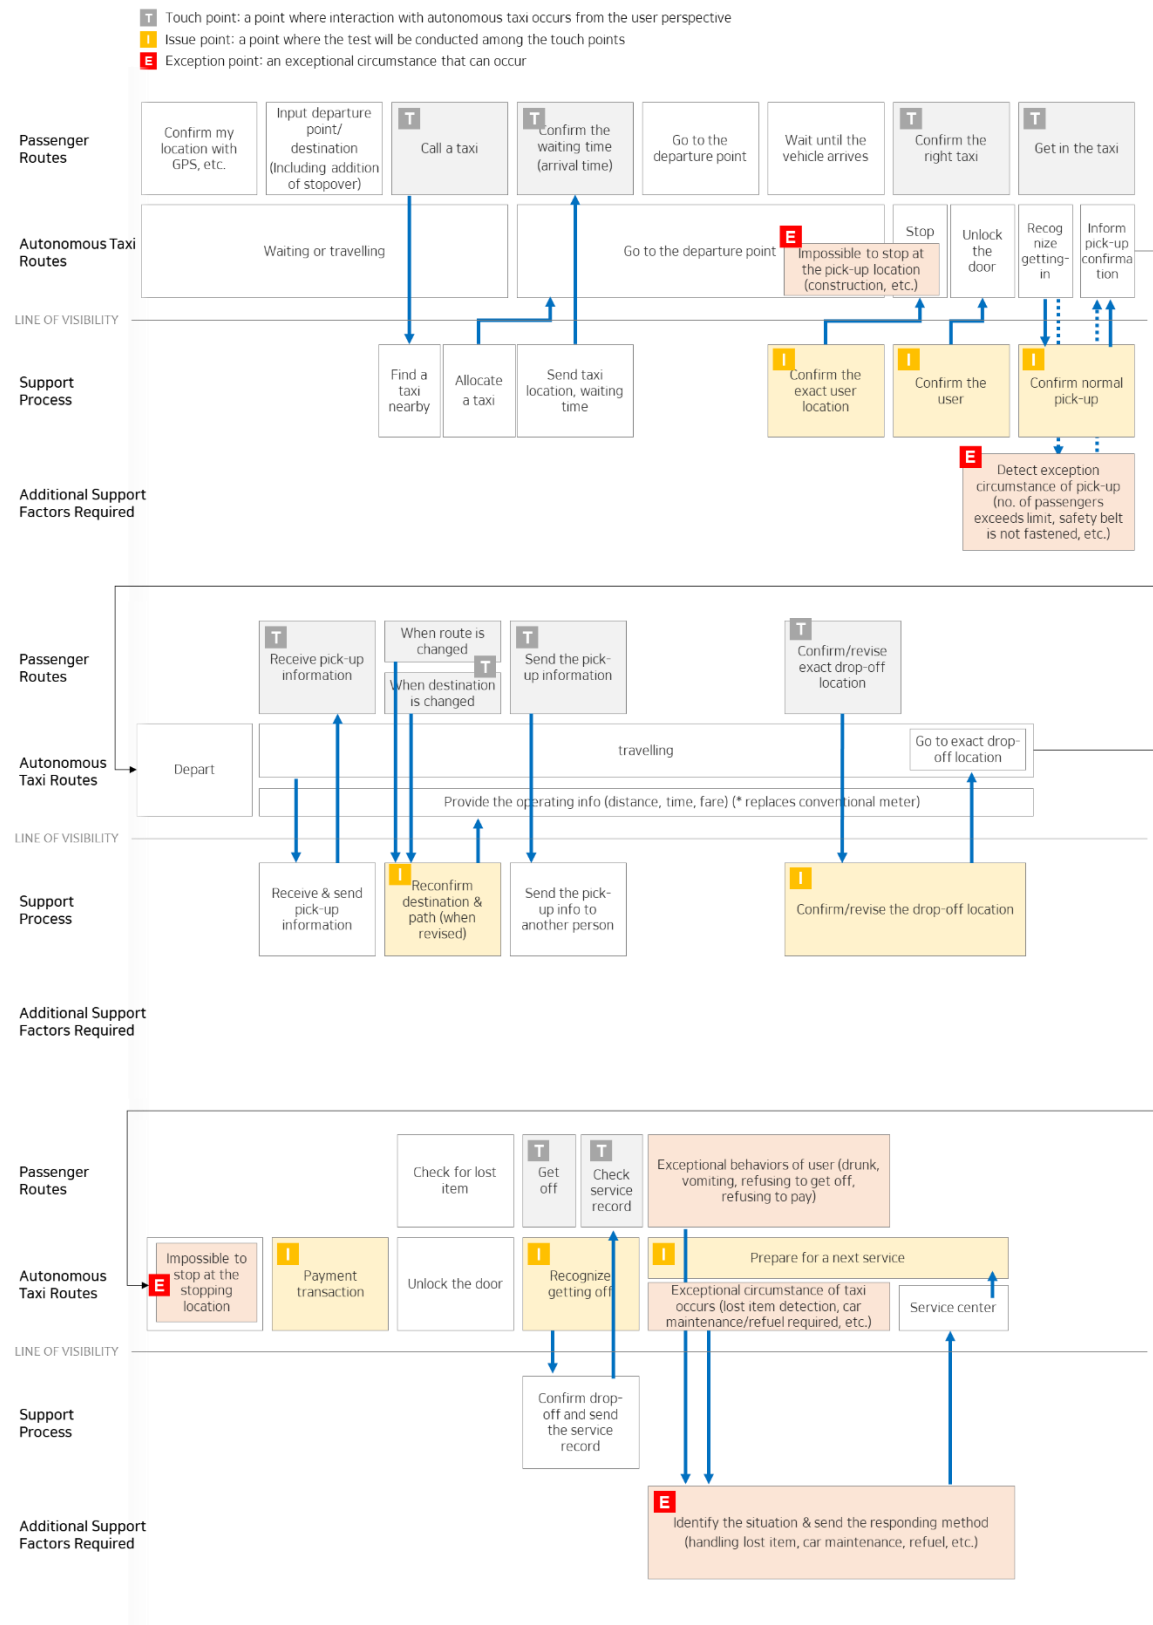 T Touch point: a point where interaction with autonomous taxi occurs from the user perspective
I Issue point: a point where the test will be conducted among the touch points
E Exception point: an exceptional circumstance that can occur
Passenger
Routes
Confirm my
location with
GPS, etc.
Input departure
point/
destination
(Including addition
of stopover)
T
Call a taxi
T
Confirm the
waiting time
(arrival time)
Go to the
departure point
Wait until the
vehicle arrives
T
Confirm the
right taxi
T
Get in the taxi
Autonomous Taxi
Routes
Waiting or travelling
Go to the departure point
E
Impossible to stop at
the pick-up location
(construction, etc.)
Stop
Unlock
the
door
Recog
nize
getting-
in
Inform
pick-up
confirma
tion
LINE OF VISIBILITY
Support
Process
Find a
taxi
nearby
Allocate
a taxi
Send taxi
location, waiting
time
I
Confirm the
exact user
location
I
Confirm the
user
I
Confirm normal
pick-up
Additional Support
Factors Required
E
Detect exception
circumstance of pick-up
(no. of passengers
exceeds limit, safety belt
is not fastened, etc.)
Passenger
Routes
T
Receive pick-up
information
When route is
changed
T
When destination
is changed
T
Send the pick-
up information
T
Confirm/revise
exact drop-off
location
Autonomous
Taxi Routes
Depart
travelling
Go to exact drop-
off location
Provide the operating info (distance, time, fare) (* replaces conventional meter)
LINE OF VISIBILITY
Support
Process
Receive & send
pick-up
information
I
Reconfirm
destination &
path (when
revised)
Send the pick-
up info to
another person
I
Confirm/revise the drop-off location
Additional Support
Factors Required
Passenger
Routes
Check for lost
item
T
Get
off
T
Check
service
record
Exceptional behaviors of user (drunk,
vomiting, refusing to get off,
refusing to pay)
Autonomous
Taxi Routes
E
Impossible to
stop at the
stopping
location
I
Payment
transaction
Unlock the door
I
Recognize
getting off
I
Prepare for a next service
Exceptional circumstance of taxi
occurs (lost item detection, car
maintenance/refuel required, etc.)
Service center
LINE OF VISIBILITY
Support
Process
Confirm drop-
off and send
the service
record
Additional Support
Factors Required
E
Identify the situation & send the responding method
(handling lost item, car maintenance, refuel, etc.)